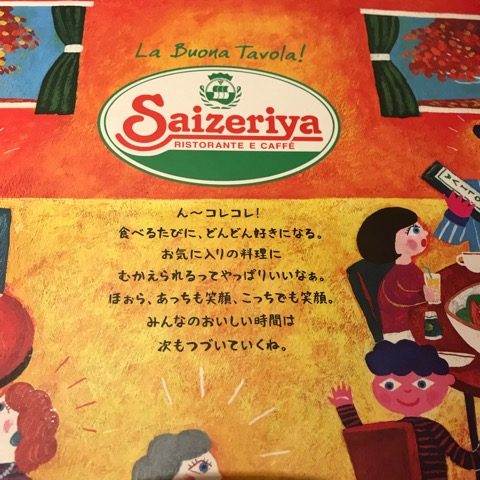 La Buona Tavola!
Saizeriya
RISTORANTE E CAFFÉ
ん〜コレコレ!
食べるたびに、どんどん好きになる。
お気に入りの料理に
むかえられるってやっぱりいいなぁ。
ほぉら、あっちも笑顔、こっちでも笑顔。
みんなのおいしい時間は
次もつづいていくね。